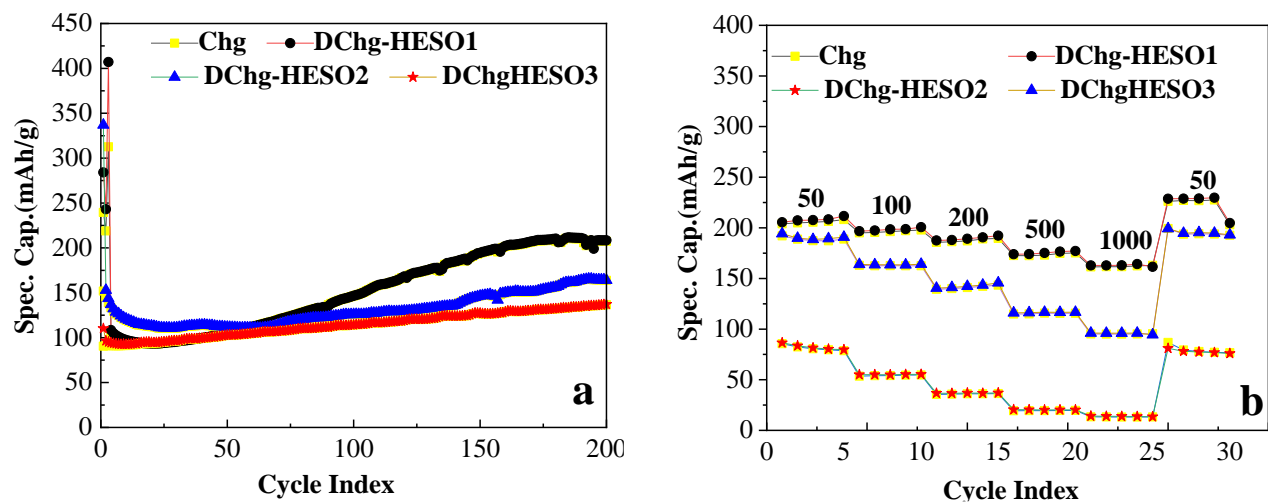 450
400
350
300
250
200
150
100
50
0
Spec. Cap.(mAh/g)
Chg DChg-HESO1
DChg-HESO2 DChgHESO3
a
0 50 100 150 200
Cycle Index
400
350
300
250
200
150
100
50
0
Spec. Cap.(mAh/g)
Chg DChg-HESO1
DChg-HESO2 DChgHESO3
50 100 200 500 1000 50
b
0 5 10 15 20 25 30
Cycle Index